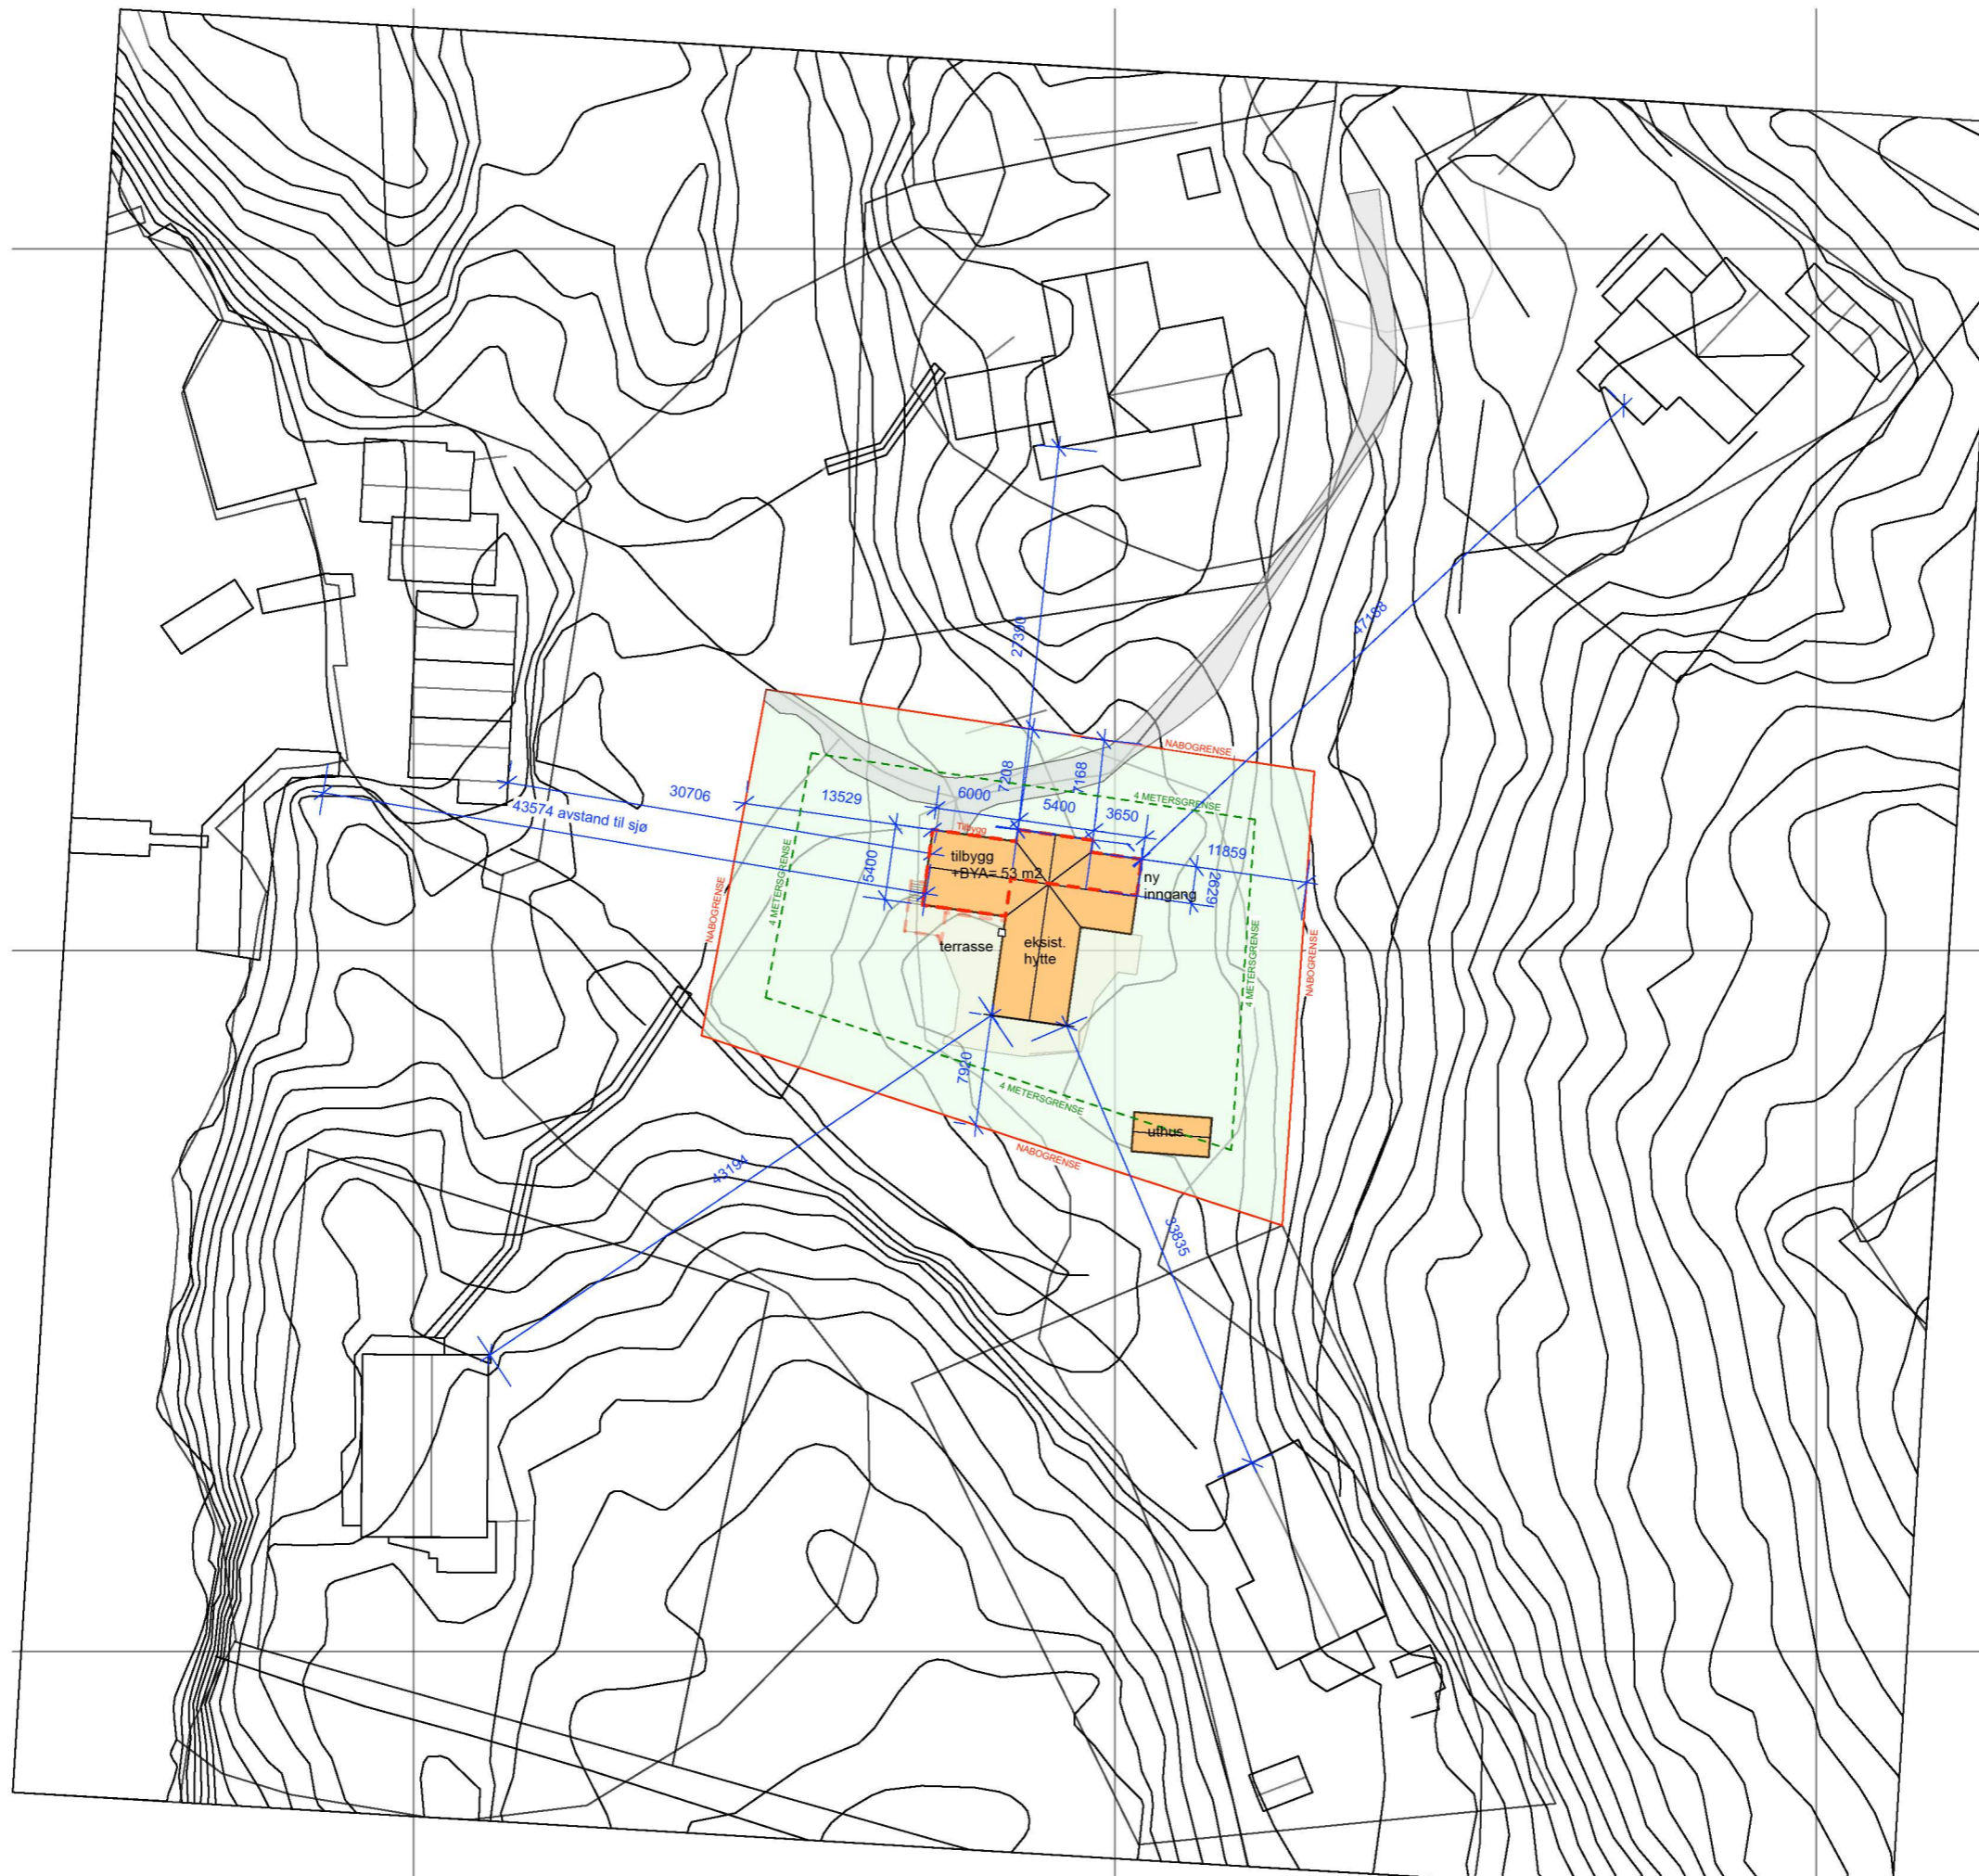 47188
27390
NABOGRENSE
7208
7168
30706
13529
6000
5400
3650
4 METERSGRENSE
43574 avstand til sjø
Tilbygg
11859
5400
tilbygg
+BYA= 53 m2
ny
inngang
2629
NABOGRENSE
4 METERSGRENSE
terrasse
eksist.
hytte
4 METERSGRENSE
NABOGRENSE
7920
4 METERSGRENSE
uthus
NABOGRENSE
43194
33835